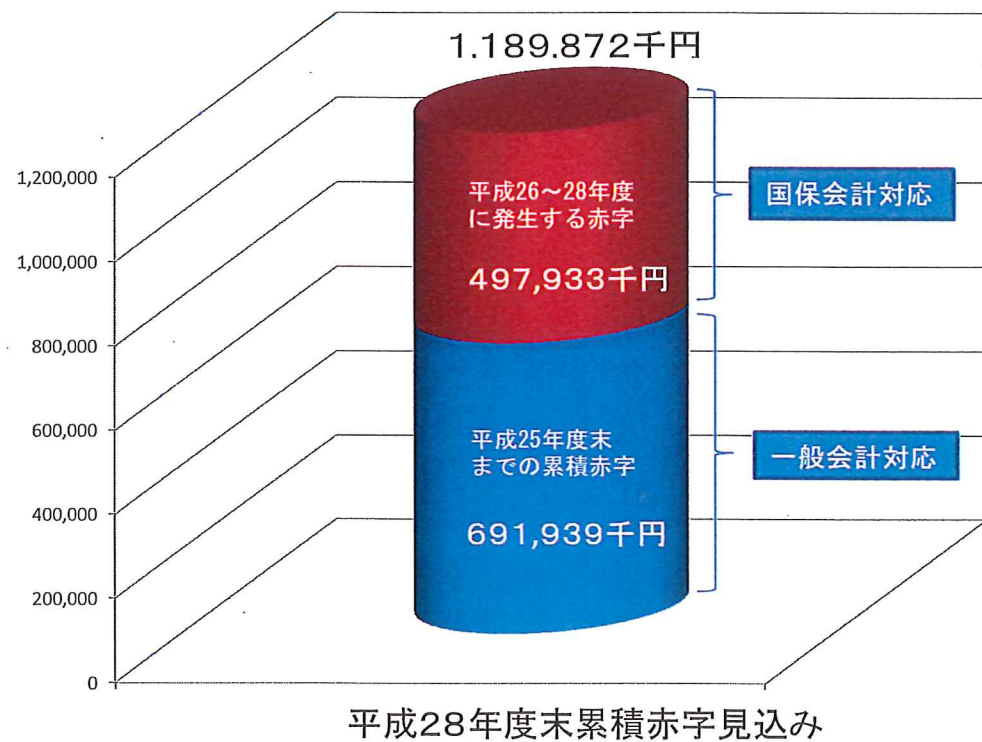 1,189,872千円
1,200,000
1,000,000
800,000
600,000
400,000
200,000
0
平成26～28年度
に発生する赤字
497,933千円
国保会計対応
平成25年度末
までの累積赤字
691,939千円
一般会計対応
平成28年度末累積赤字見込み